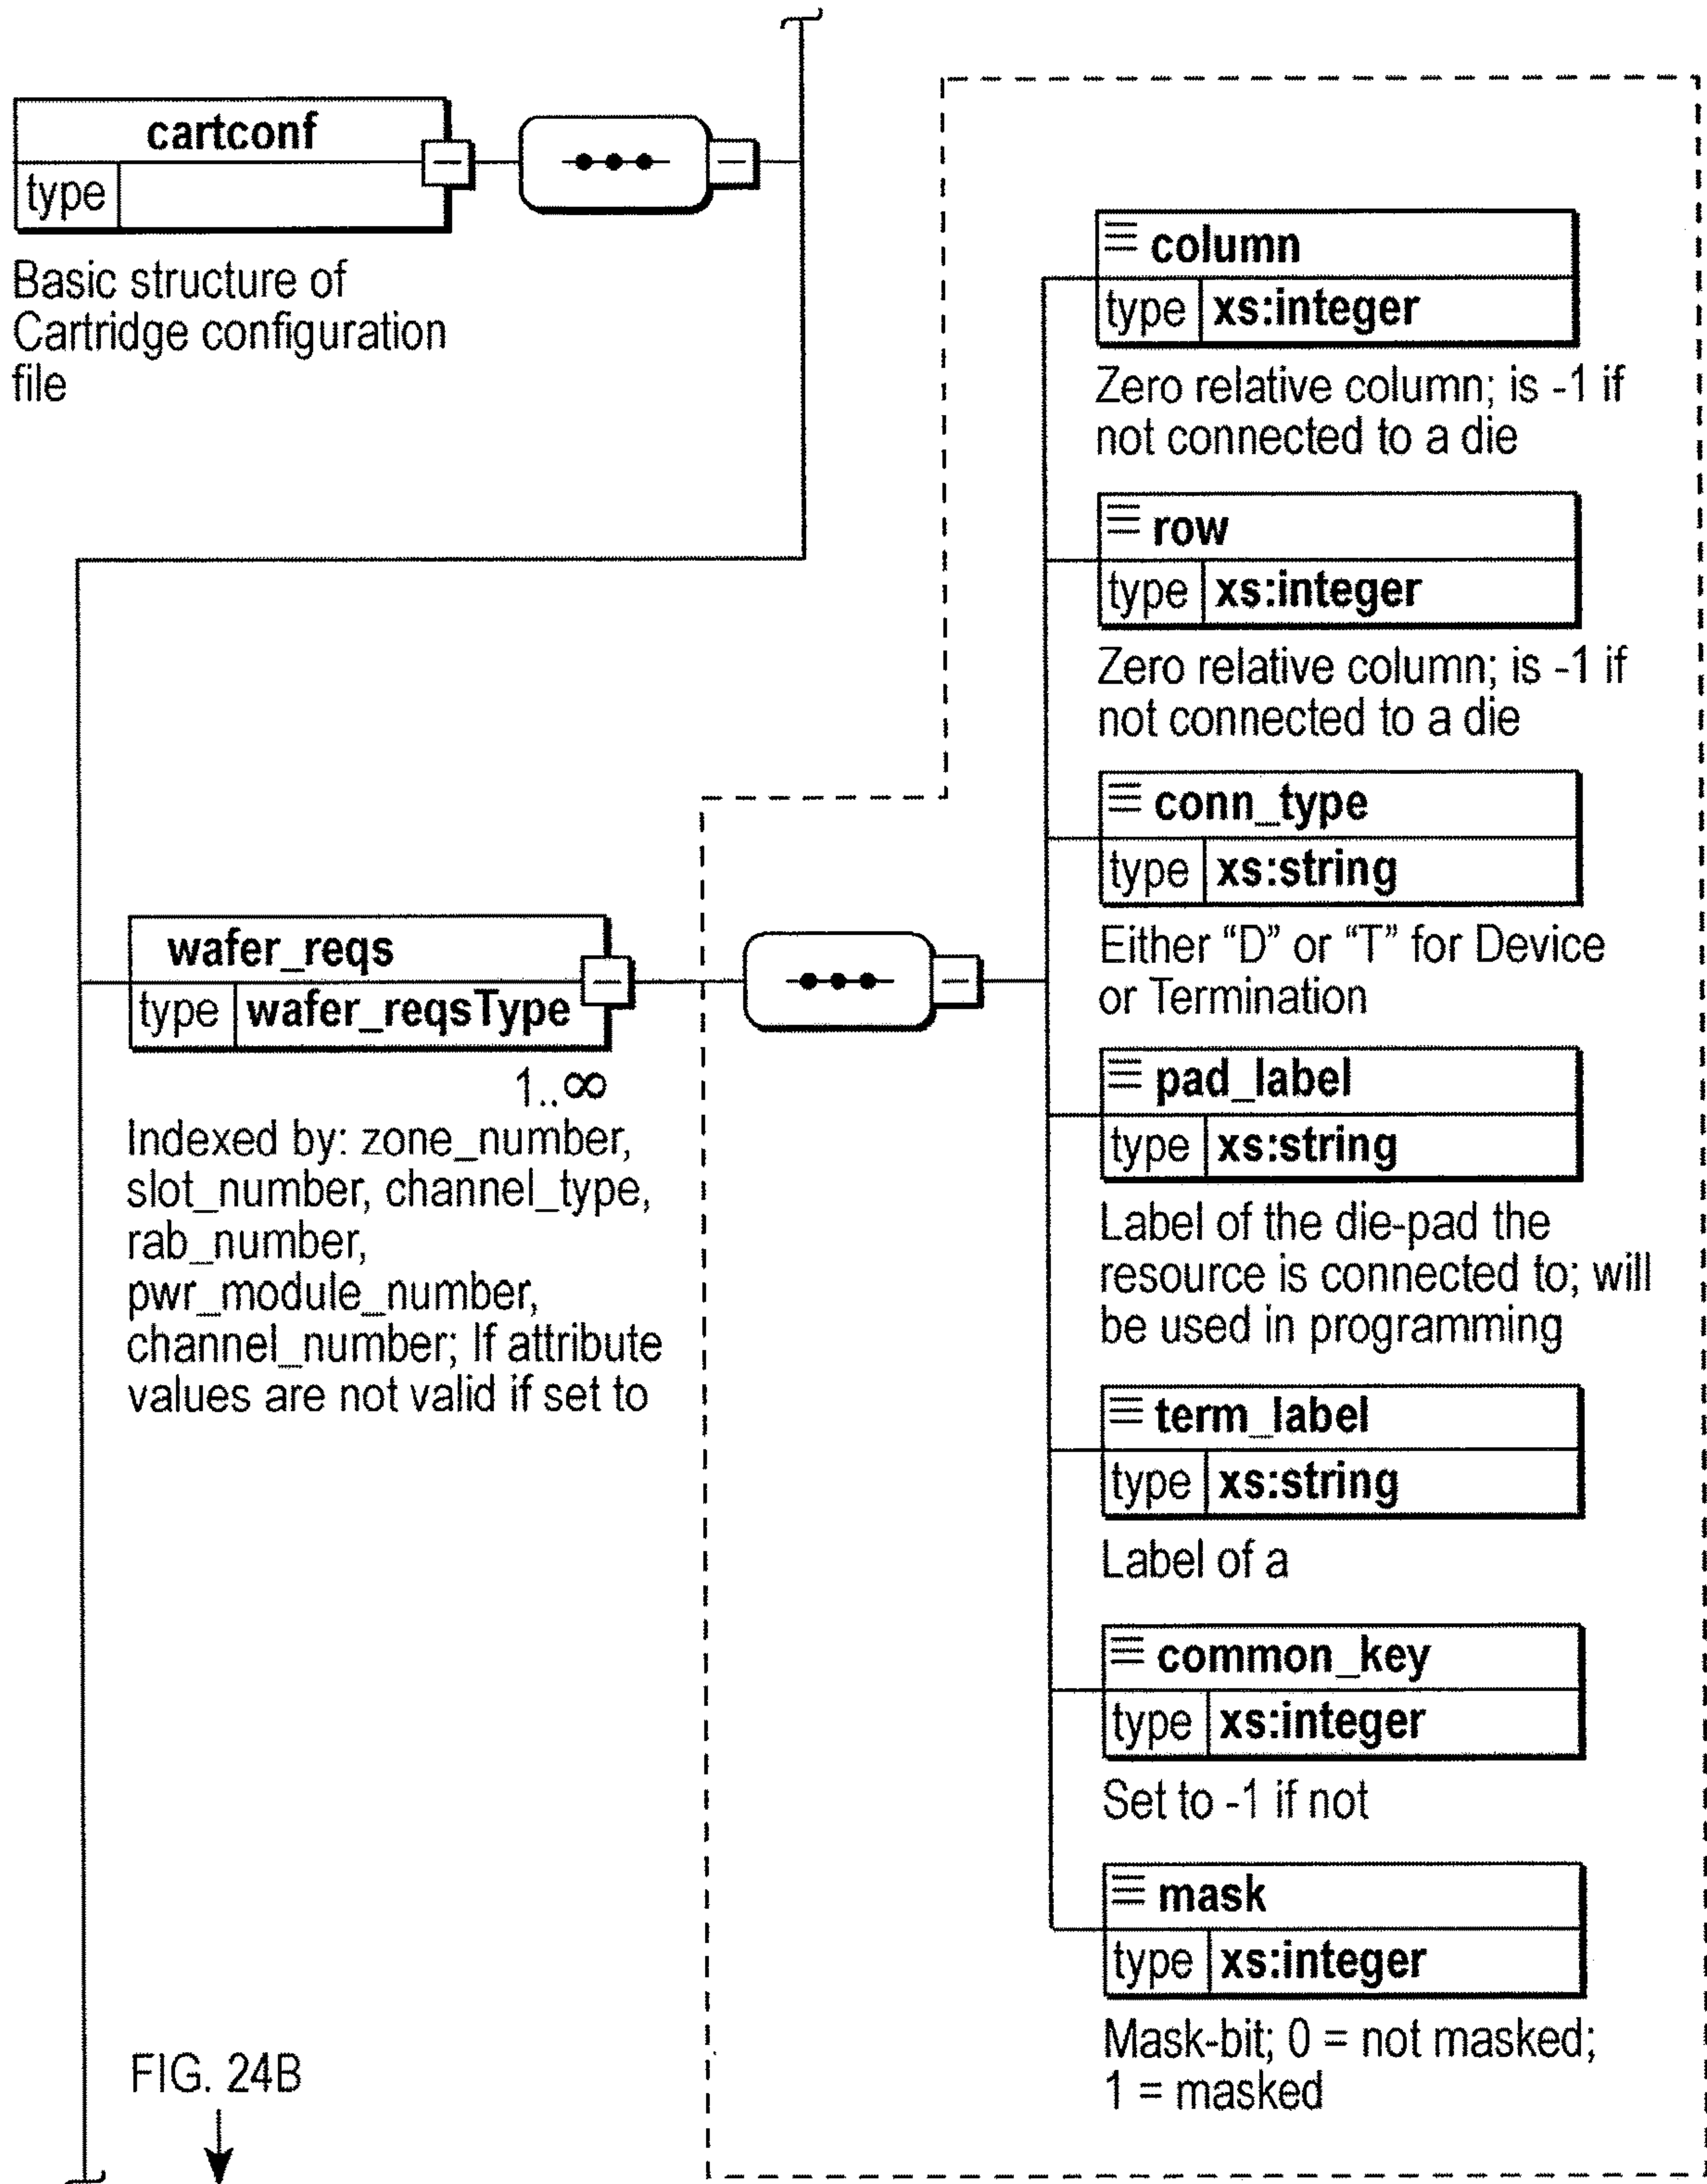 cartconf
type
Basic structure of
Cartridge configuration
file
column
type xs:integer
Zero relative column; is -1 if
not connected to a die
row
type xs:integer
Zero relative column; is -1 if
not connected to a die
conn_type
type xs:string
Either “D” or “T” for Device
or Termination
wafer_reqs
type wafer_reqsType
1..∞
Indexed by: zone_number,
slot_number, channel_type,
rab_number,
pwr_module_number,
channel_number; If attribute
values are not valid if set to
pad_label
type xs:string
Label of the die-pad the
resource is connected to; will
be used in programming
term_label
type xs:string
Label of a
common_key
type xs:integer
Set to -1 if not
mask
type xs:integer
Mask-bit; 0 = not masked;
1 = masked
FIG. 24B